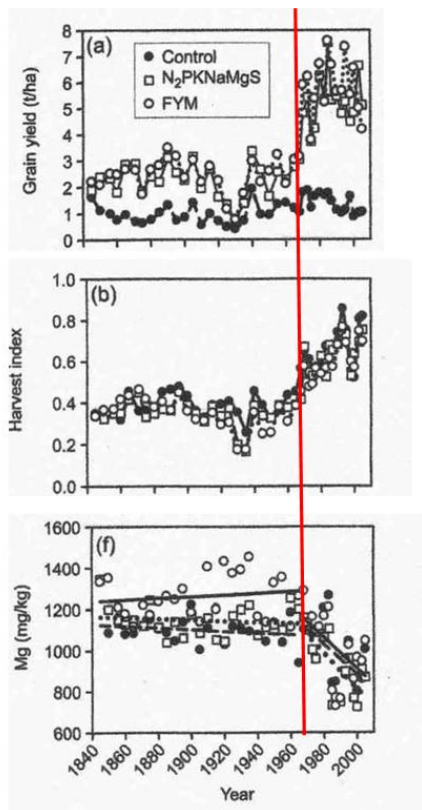 (a)
Control
N₂PKNaMgS
FYM
Grain yield (t/ha)
8
7
6
5
4
3
2
1
0
(b)
Harvest index
1.0
0.8
0.6
0.4
0.2
0.0
(f)
Mg (mg/kg)
1600
1400
1200
1000
800
600
1840 1860 1880 1900 1920 1940 1960 1980 2000
Year